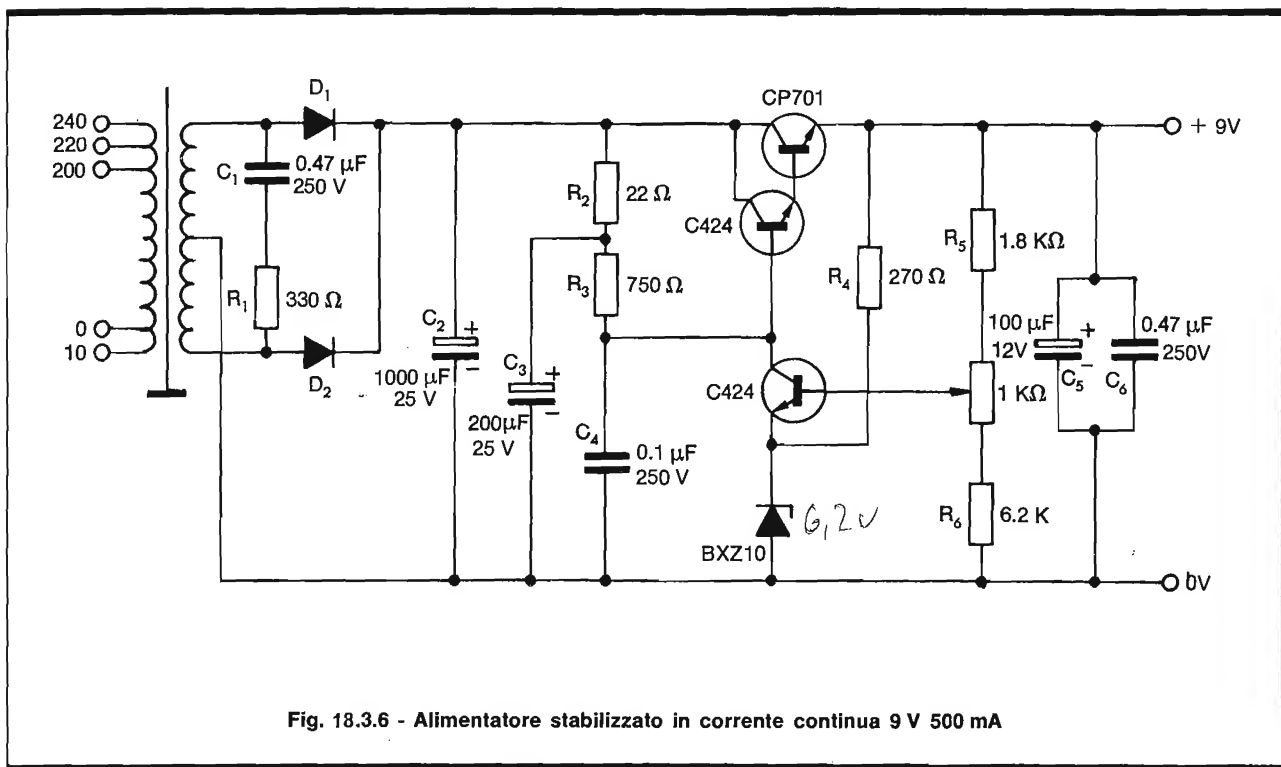 240
220
200
0
10
D1
C1
0.47 µF
250 V
R1
330 Ω
D2
C2
+
-
1000 µF
25 V
C3
+
-
200µF
25 V
R2
22 Ω
R3
750 Ω
C4
0.1 µF
250 V
CP701
C424
C424
R4
270 Ω
BXZ10
6,2v
R5
1.8 KΩ
1 KΩ
R6
6.2 K
100 µF
12V
+
-
C5
0.47 µF
250V
C6
+ 9V
0V
Fig. 18.3.6 - Alimentatore stabilizzato in corrente continua 9 V 500 mA